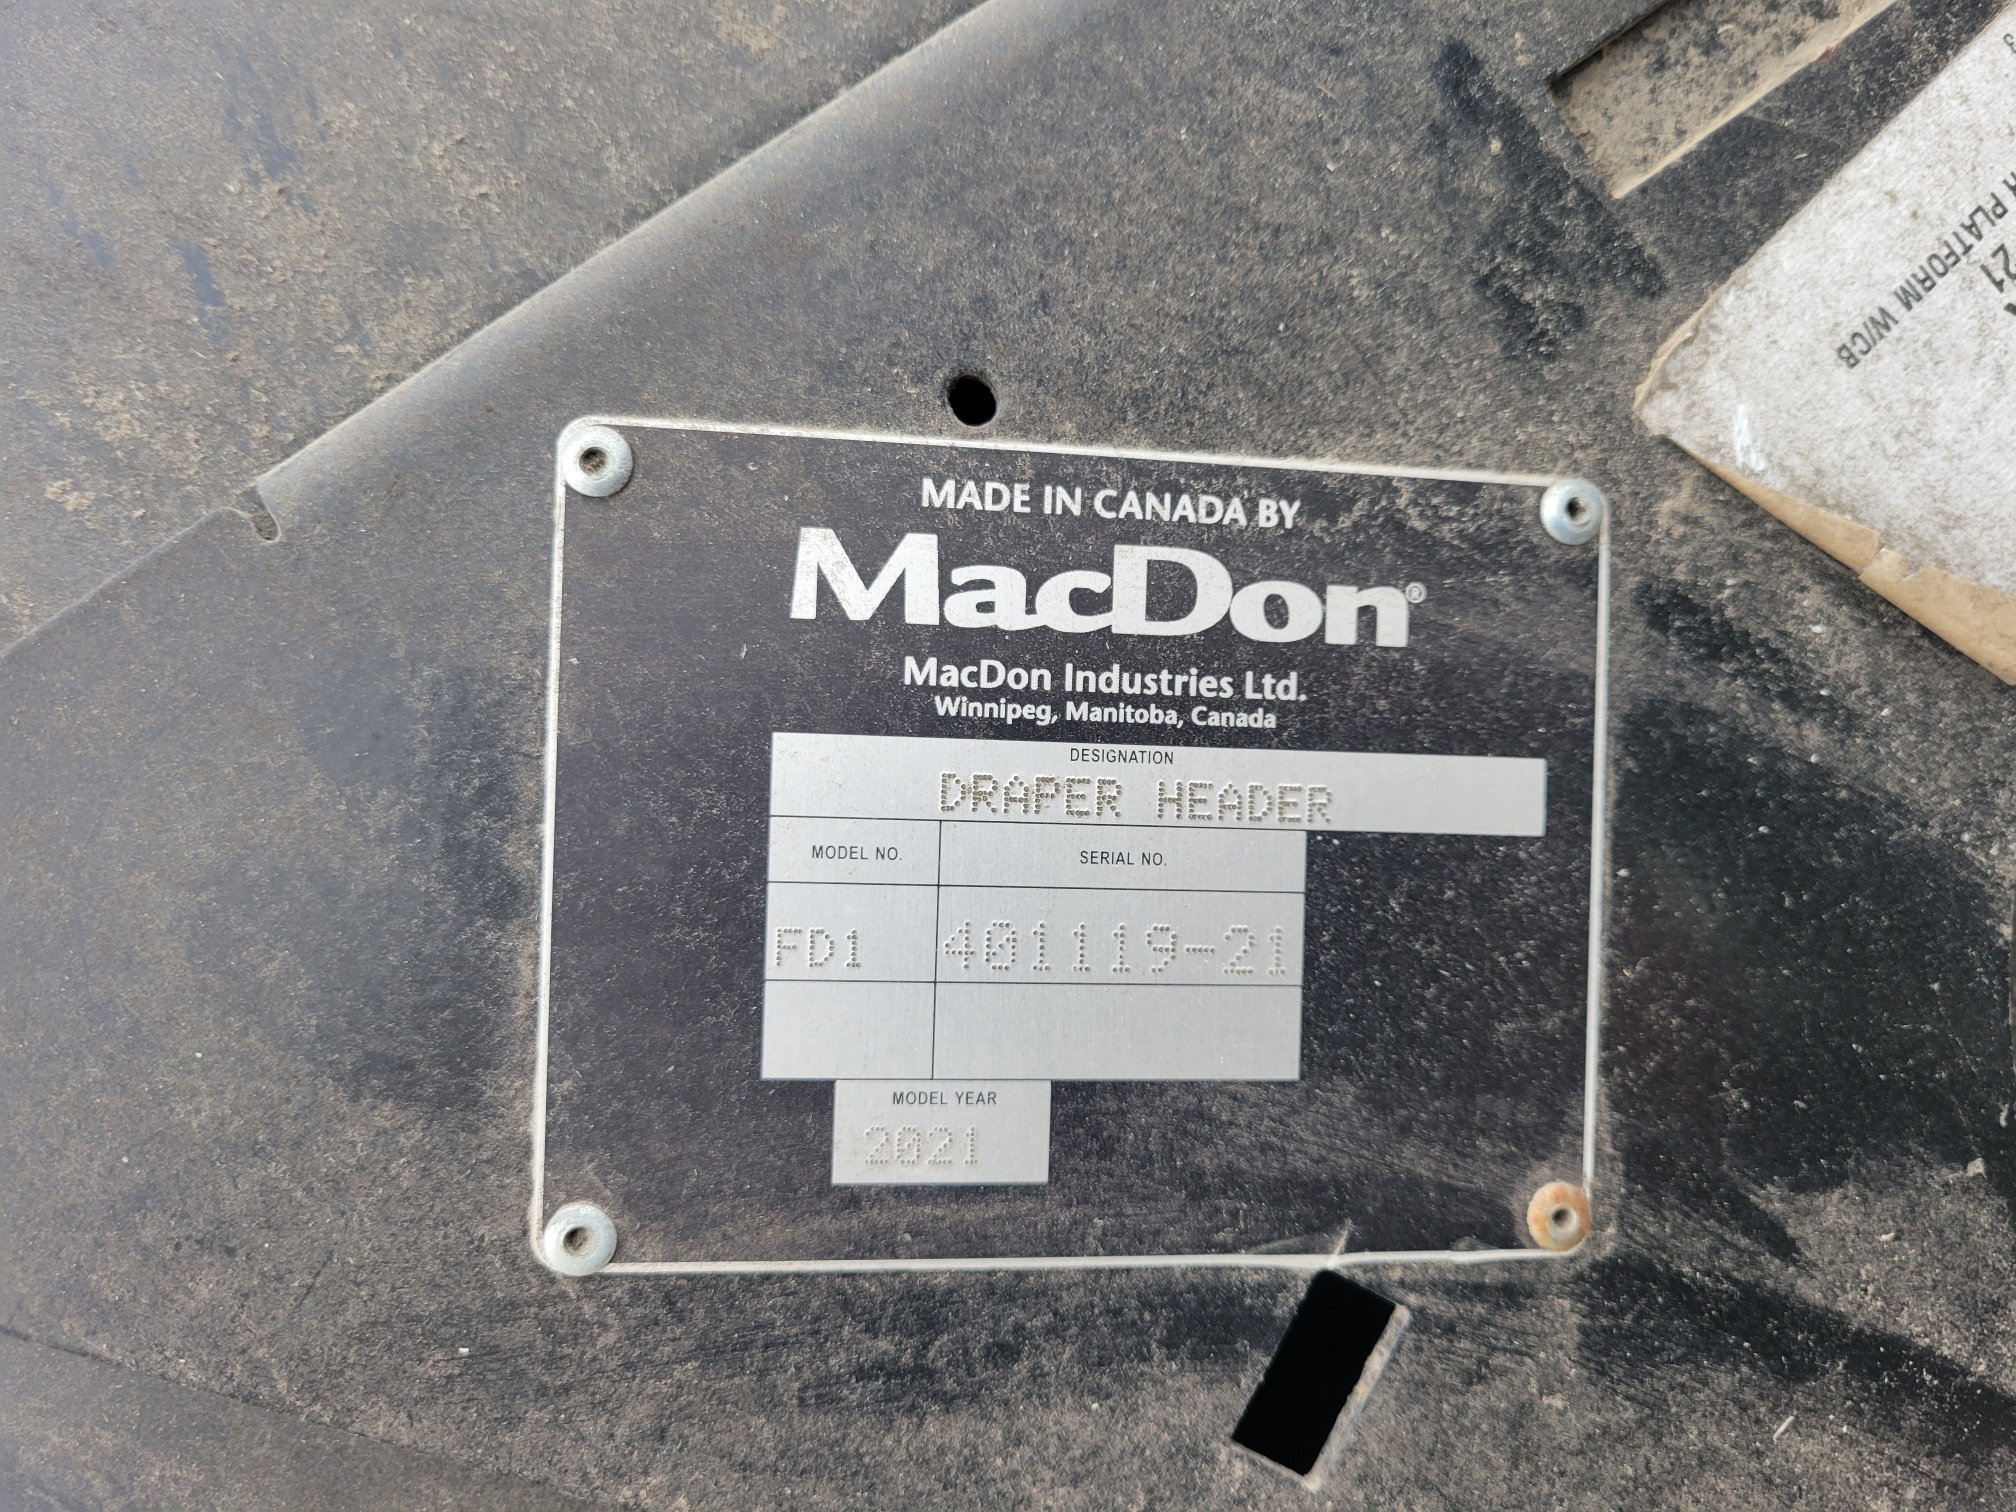 MADE IN CANADA BY
MacDon®
MacDon Industries Ltd.
Winnipeg, Manitoba, Canada
DESIGNATION
DRAPER HEADER
MODEL NO. SERIAL NO.
FD1 401119-21
MODEL YEAR
2021
PLATFORM W/CB
21